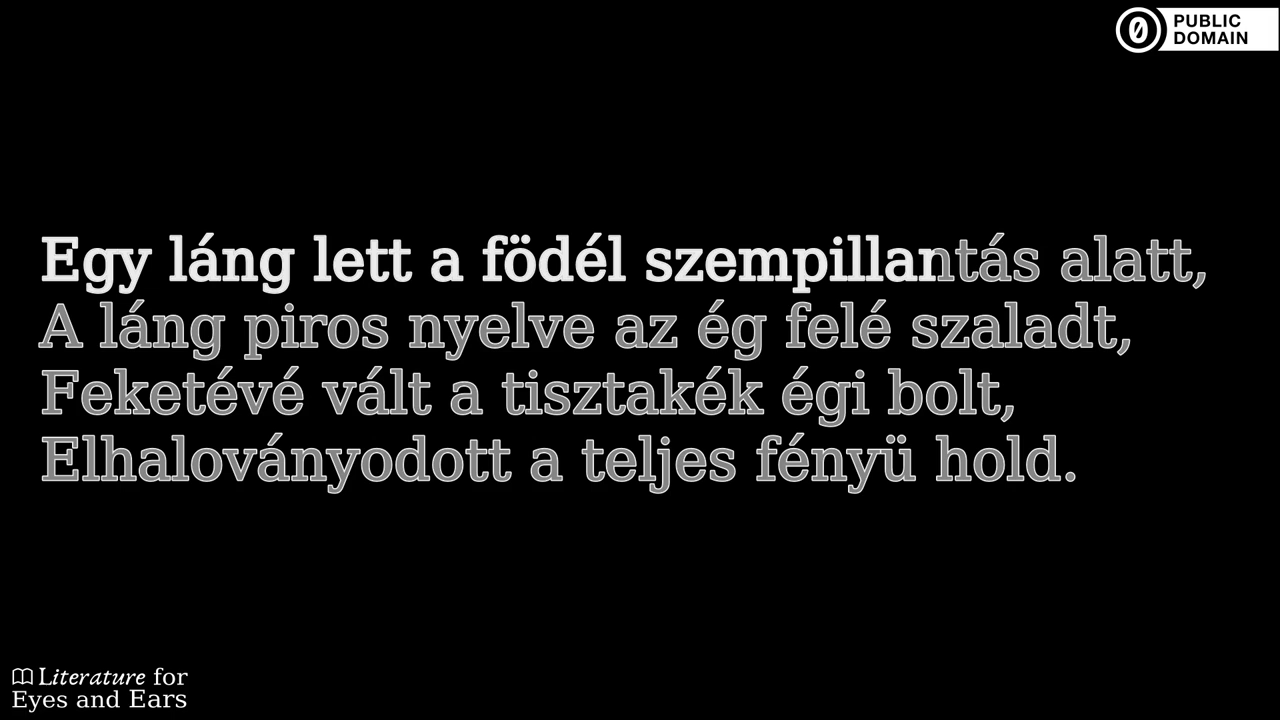 PUBLIC
DOMAIN
Egy láng lett a födél szempillantás alatt,
A láng piros nyelve az ég felé szaladt,
Feketévé vált a tisztakék égi bolt,
Elhaloványodott a teljes fényü hold.
Literature for
Eyes and Ears